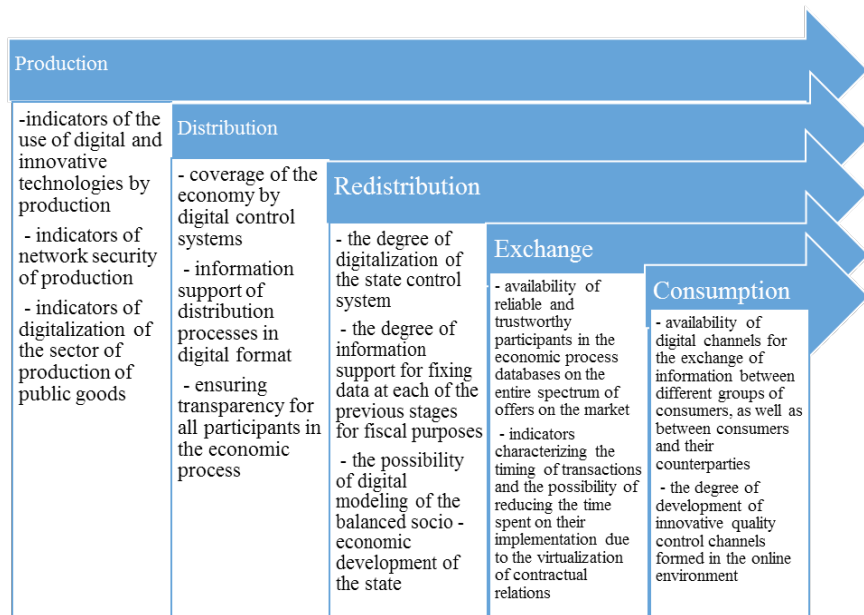 Production
-indicators of the
use of digital and
innovative
technologies by
production
- indicators of
network security
of production
- indicators of
digitalization of
the sector of
production of
public goods
Distribution
- coverage of the
economy by
digital control
systems
- information
support of
distribution
processes in
digital format
- ensuring
transparency for
all participants in
the economic
process
Redistribution
- the degree of
digitalization of
the state control
system
- the degree of
information
support for fixing
data at each of the
previous stages
for fiscal purposes
- the possibility
of digital
modeling of the
balanced socio -
economic
development of
the state
Exchange
- availability of
reliable and
trustworthy
participants in the
economic process
databases on the
entire spectrum of
offers on the market
- indicators
characterizing the
timing of transactions
and the possibility of
reducing the time
spent on their
implementation due
to the virtualization
of contractual
relations
Consumption
- availability of
digital channels for
the exchange of
information between
different groups of
consumers, as well as
between consumers
and their
counterparties
- the degree of
development of
innovative quality
control channels
formed in the online
environment